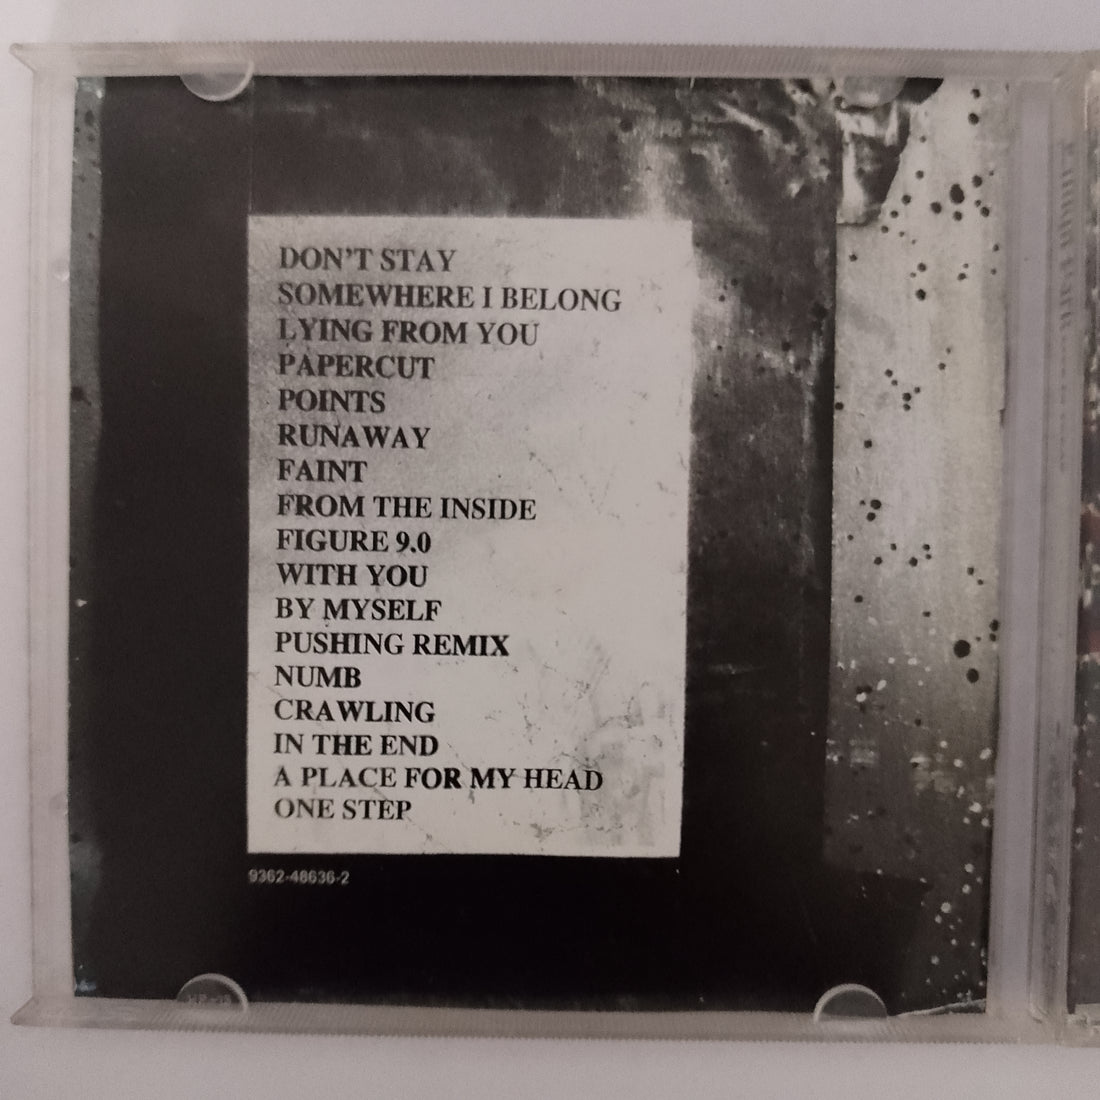 DON'T STAY
SOMEWHERE I BELONG
LYING FROM YOU
PAPERCUT
POINTS
RUNAWAY
FAINT
FROM THE INSIDE
FIGURE 9.0
WITH YOU
BY MYSELF
PUSHING REMIX
NUMB
CRAWLING
IN THE END
A PLACE FOR MY HEAD
ONE STEP
9362-48636-2